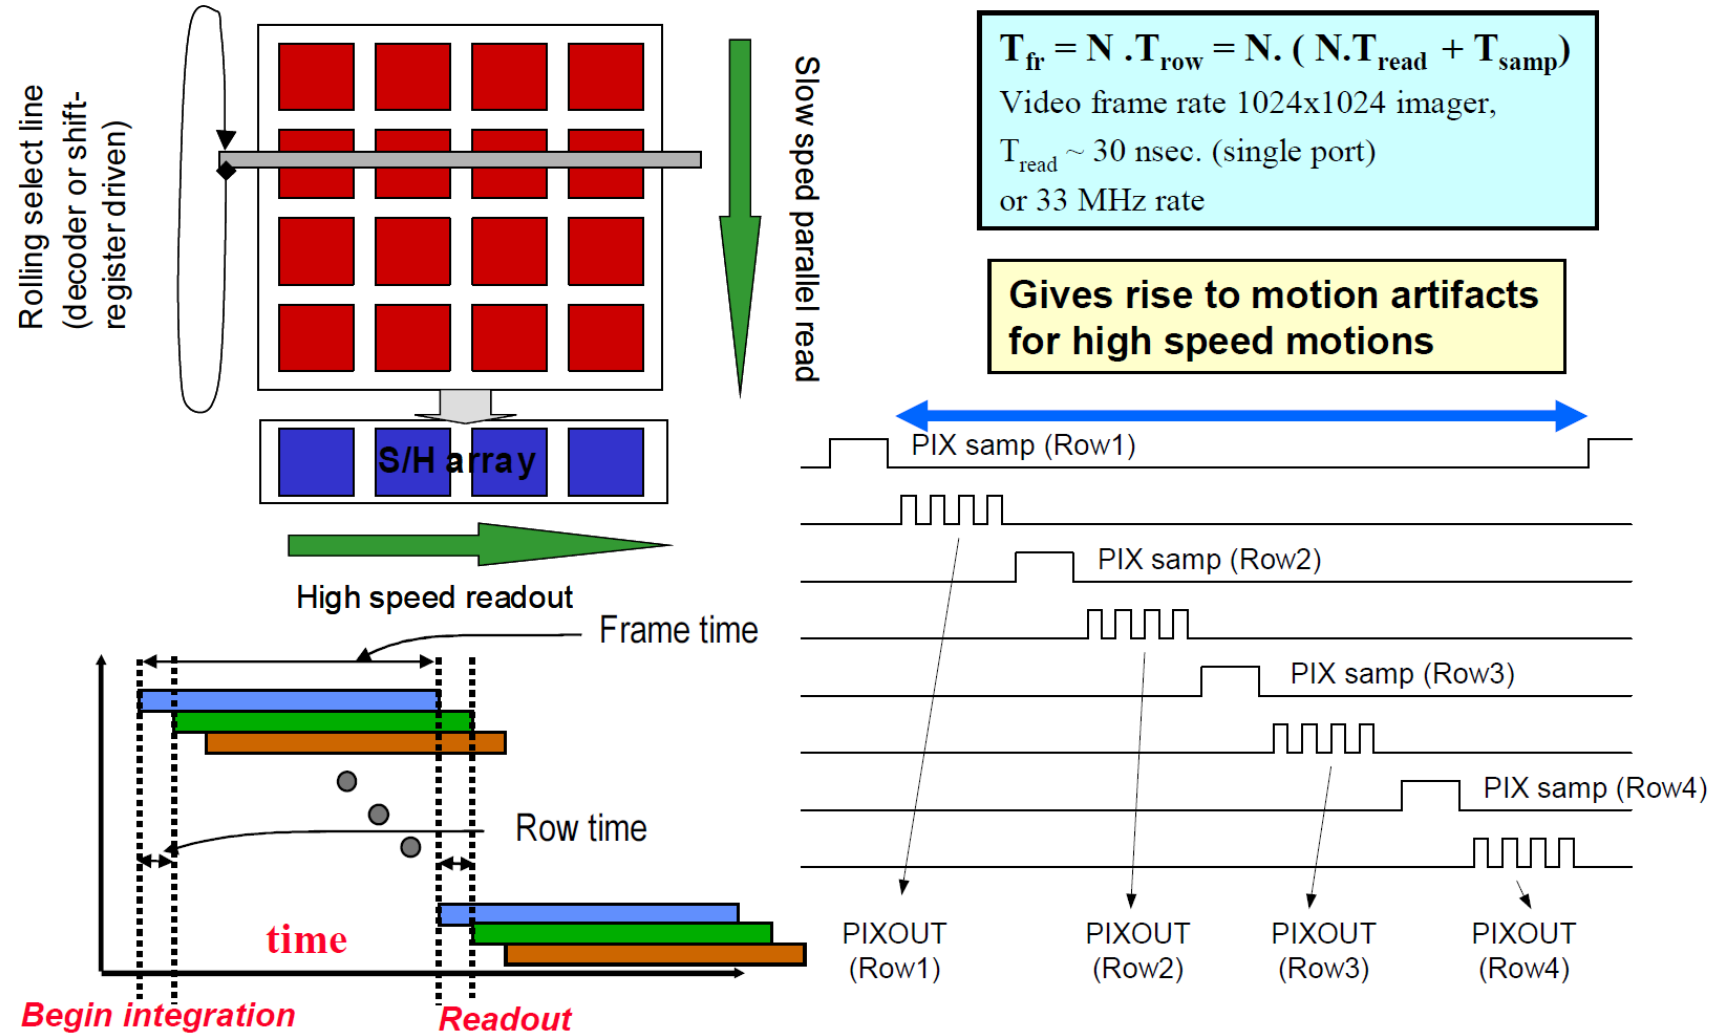 Rolling select line
(decoder or shift-
register driven)
Slow sped parallel read
S/H array
High speed readout
T_fr = N .T_row = N. ( N.T_read + T_samp)
Video frame rate 1024x1024 imager,
T_read ~ 30 nsec. (single port)
or 33 MHz rate
Gives rise to motion artifacts
for high speed motions
PIX samp (Row1)
PIX samp (Row2)
PIX samp (Row3)
PIX samp (Row4)
PIXOUT
(Row1)
PIXOUT
(Row2)
PIXOUT
(Row3)
PIXOUT
(Row4)
Frame time
Row time
time
Begin integration
Readout